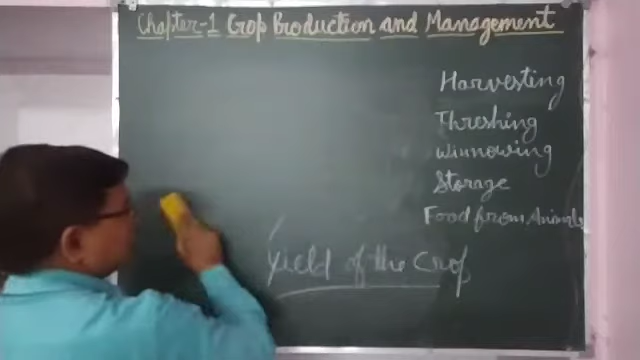 Chapter-1 Crop Production and Management
Harvesting
Threshing
Winnowing
Storage
Food from Animals
Yield of the Crop